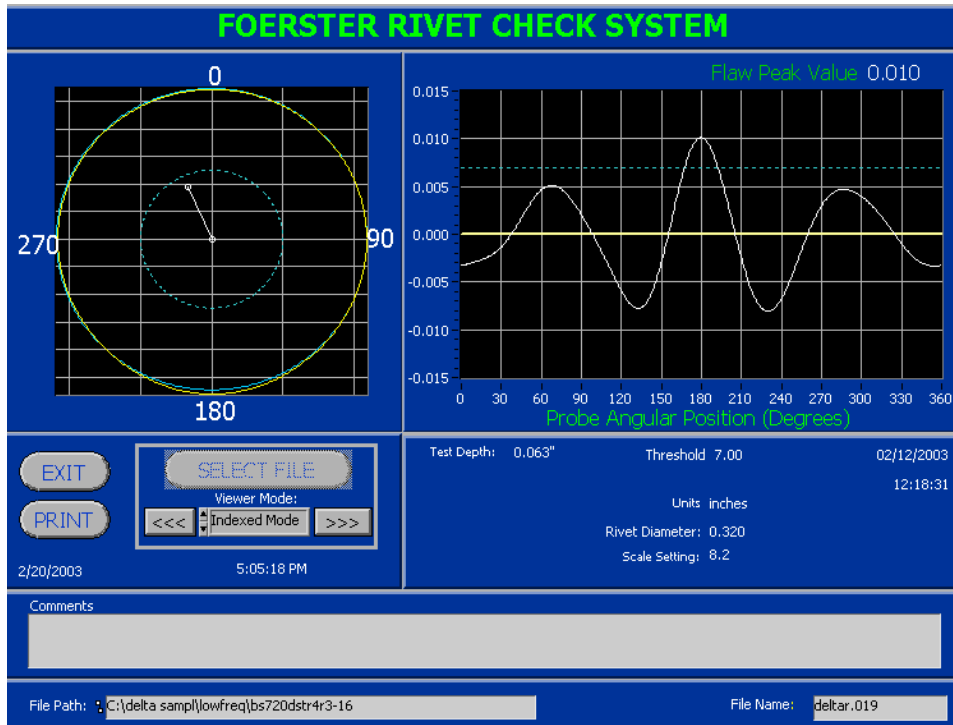 FOERSTER RIVET CHECK SYSTEM
0
270
90
180
Flaw Peak Value 0.010
0.015
0.010
0.005
0.000
-0.005
-0.010
-0.015
0 30 60 90 120 150 180 210 240 270 300 330 360
Probe Angular Position (Degrees)
EXIT
PRINT
SELECT FILE
Viewer Mode:
<<< Indexed Mode >>>
2/20/2003 5:05:18 PM
Test Depth: 0.063" Threshold 7.00 02/12/2003
12:18:31
Units inches
Rivet Diameter: 0.320
Scale Setting: 8.2
Comments
File Path: C:\delta sampl\lowfreq\bs720dstr4r3-16 File Name: deltar.019